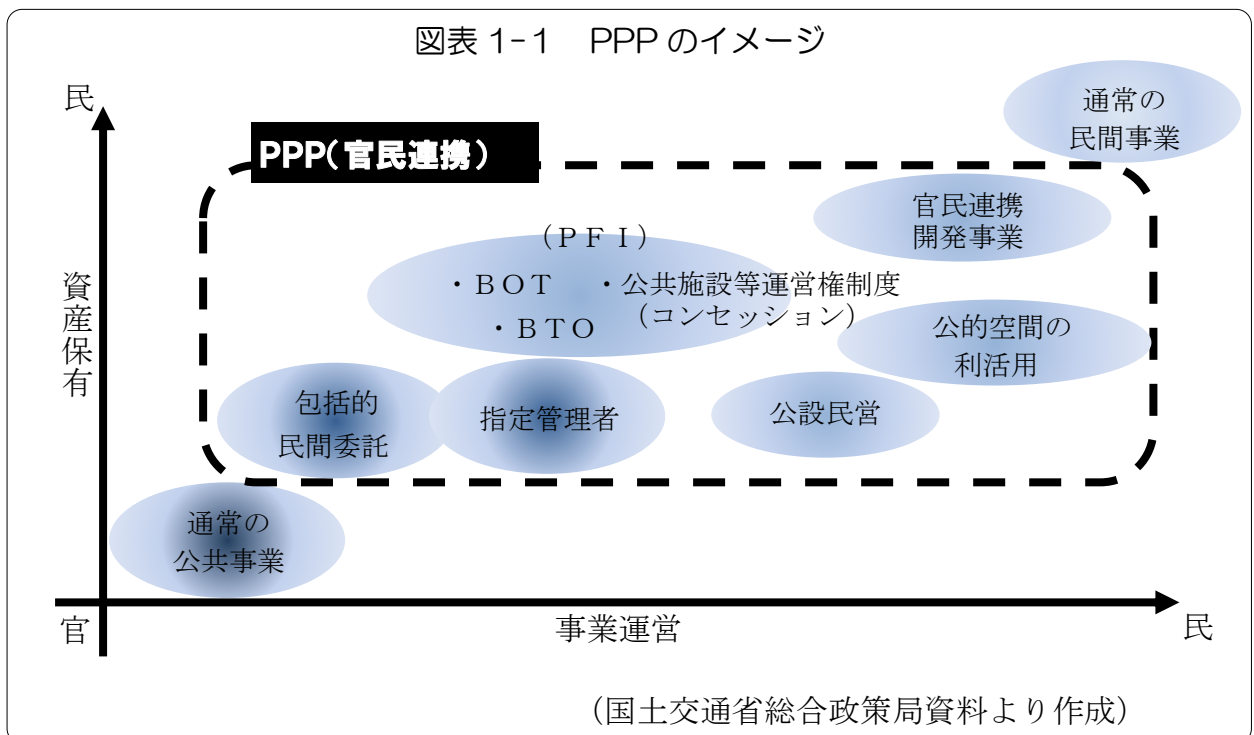 図表 1-1 PPP のイメージ
民
通常の
民間事業
PPP(官民連携)
官民連携
開発事業
(ＰＦＩ)
・ＢＯＴ ・公共施設等運営権制度
・ＢＴＯ (コンセッション)
資産保有
公的空間の
利活用
包括的
民間委託
指定管理者
公設民営
通常の
公共事業
官
事業運営
民
(国土交通省総合政策局資料より作成)